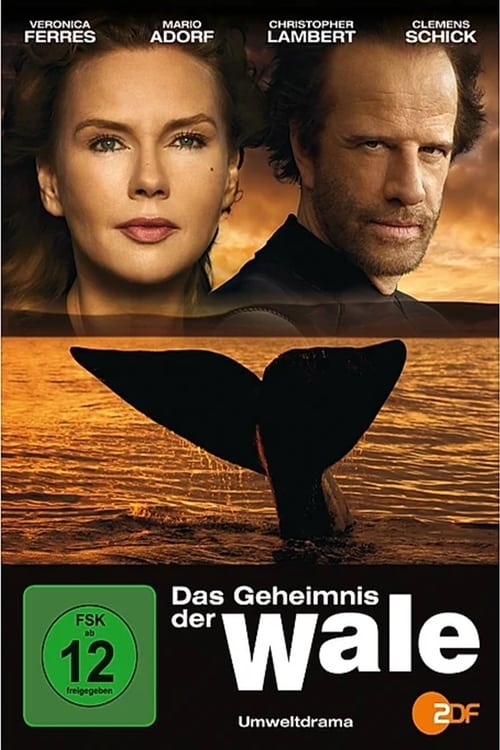 VERONICA FERRES
MARIO ADORF
CHRISTOPHER LAMBERT
CLEMENS SCHICK
Das Geheimnis
der wale
FSK
ab
12
freigegeben
Umweltdrama
2DF